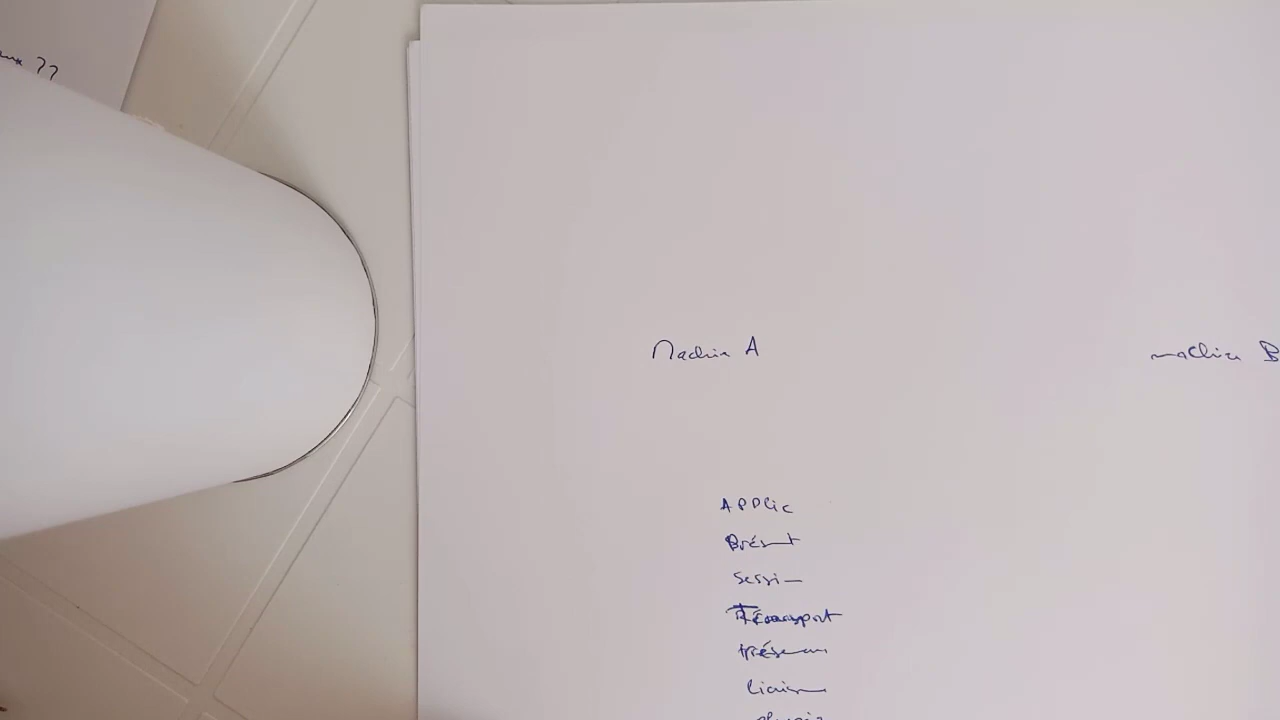 ??
Machine A
machine B
Applic
Présent
Session
Transport
réseau
liaison